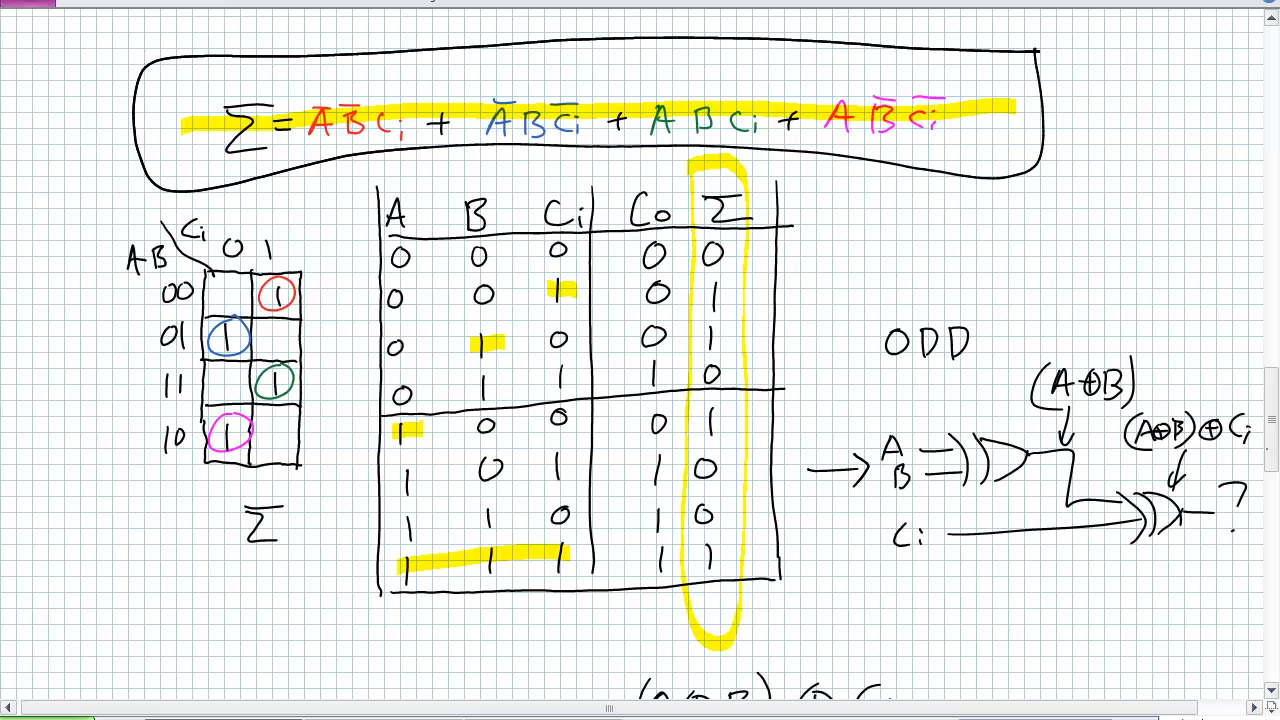 Σ = A̅ B̅ Ci + A̅ B C̅i + A B Ci + A B̅ C̅i
A B Ci Co Σ
0 0 0 0 0
0 0 1 0 1
0 1 0 0 1
0 1 1 1 0
1 0 0 0 1
1 0 1 1 0
1 1 0 1 0
1 1 1 1 1
Ci
AB 0 1
00 1
01 1
11 1
10 1
Σ
ODD
(A⊕B)
(A⊕B)⊕Ci
A
B
Ci
?
(A⊕B) ⊕ Ci